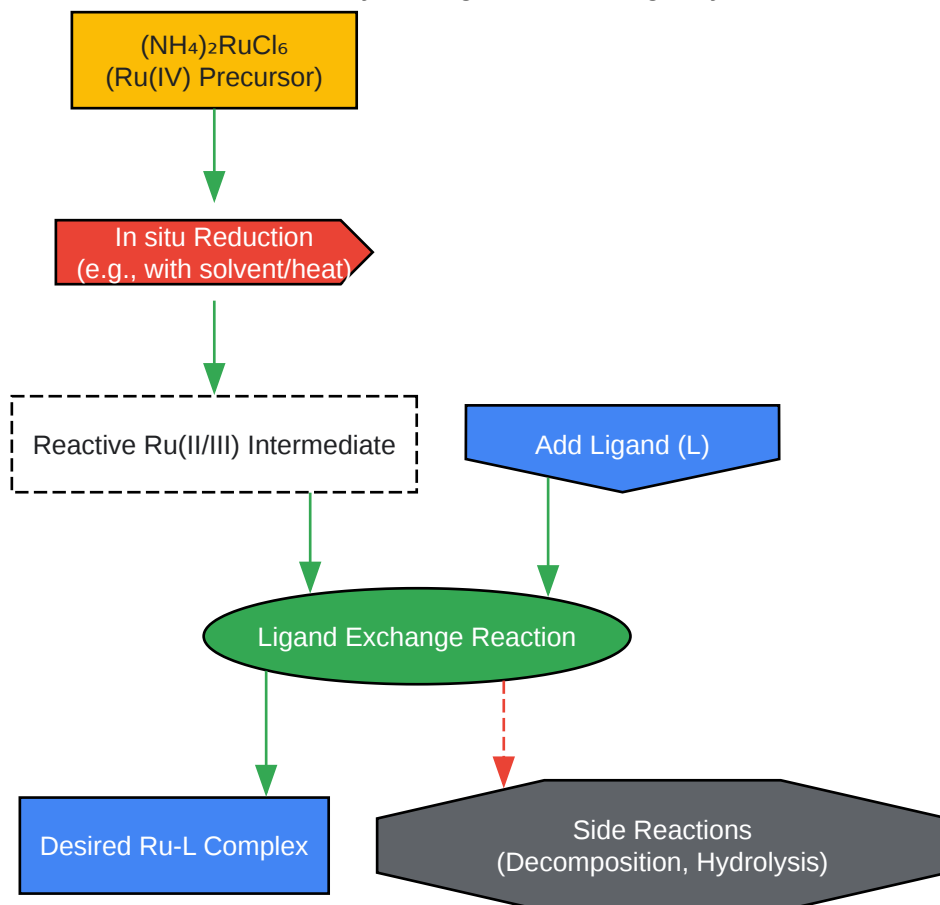 (NH₄)₂RuCl₆
(Ru(IV) Precursor)
In situ Reduction
(e.g., with solvent/heat)
Reactive Ru(II/III) Intermediate
Add Ligand (L)
Ligand Exchange Reaction
Desired Ru-L Complex
Side Reactions
(Decomposition, Hydrolysis)